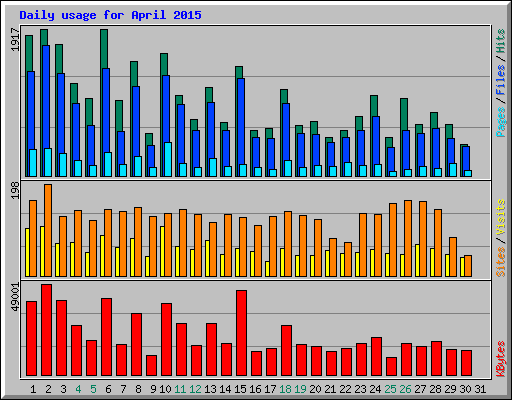 Daily usage for April 2015
1917
Pages / Files / Hits
198
Sites / Visits
49001
KBytes
1 2 3 4 5 6 7 8 9 10 11 12 13 14 15 16 17 18 19 20 21 22 23 24 25 26 27 28 29 30 31